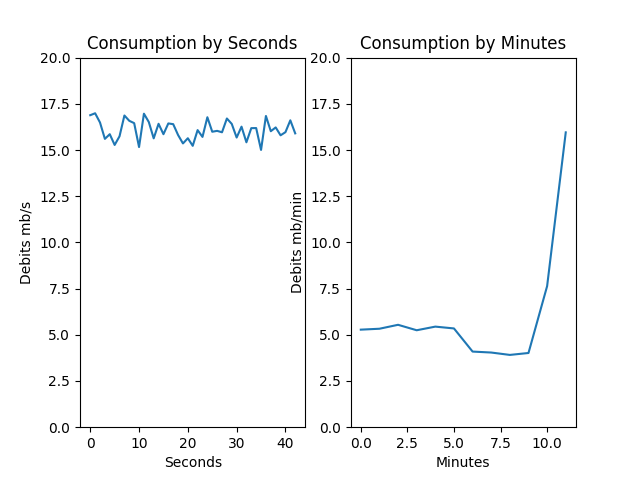 Consumption by Seconds
20.0
17.5
15.0
12.5
10.0
7.5
5.0
2.5
0.0
Debits mb/s
0 10 20 30 40
Seconds
Consumption by Minutes
20.0
17.5
15.0
12.5
10.0
7.5
5.0
2.5
0.0
Debits mb/min
0.0 2.5 5.0 7.5 10.0
Minutes